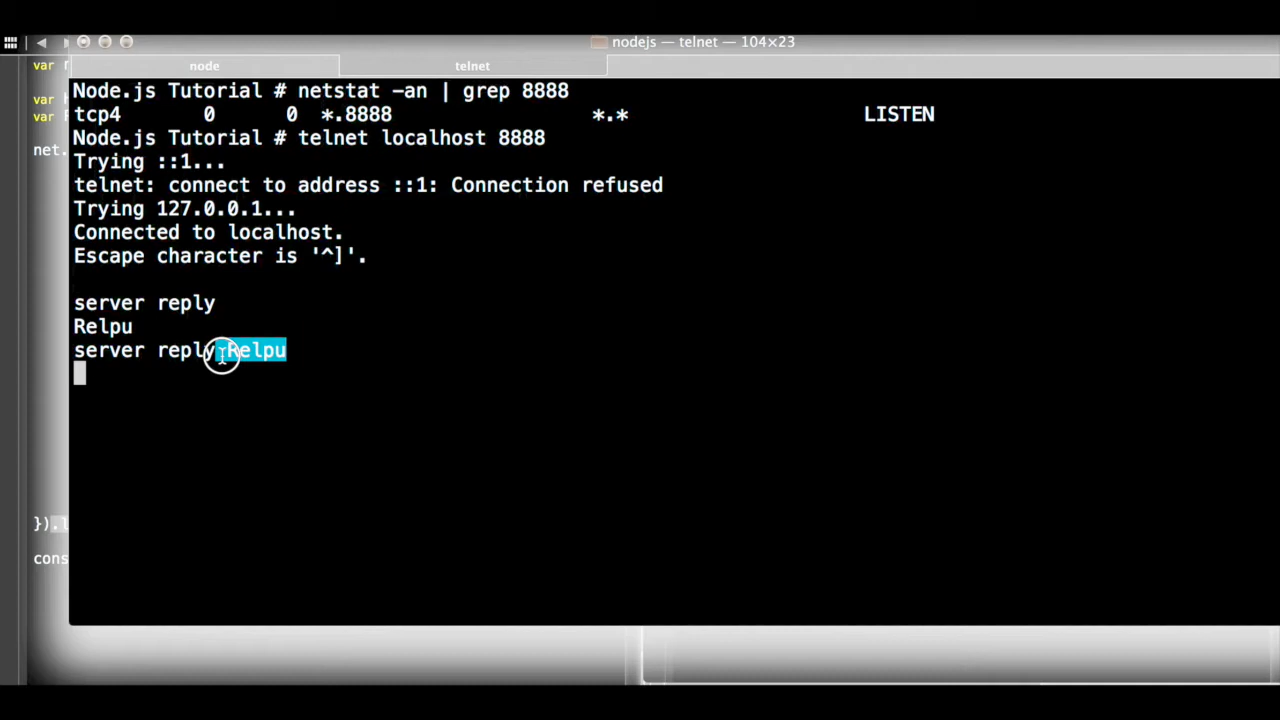 nodejs — telnet — 104×23
node
telnet
var
var
var
net.
}).l
cons
Node.js Tutorial # netstat -an | grep 8888
tcp4 0 0 *.8888 *.* LISTEN
Node.js Tutorial # telnet localhost 8888
Trying ::1...
telnet: connect to address ::1: Connection refused
Trying 127.0.0.1...
Connected to localhost.
Escape character is '^]'.
server reply
Relpu
server reply Relpu